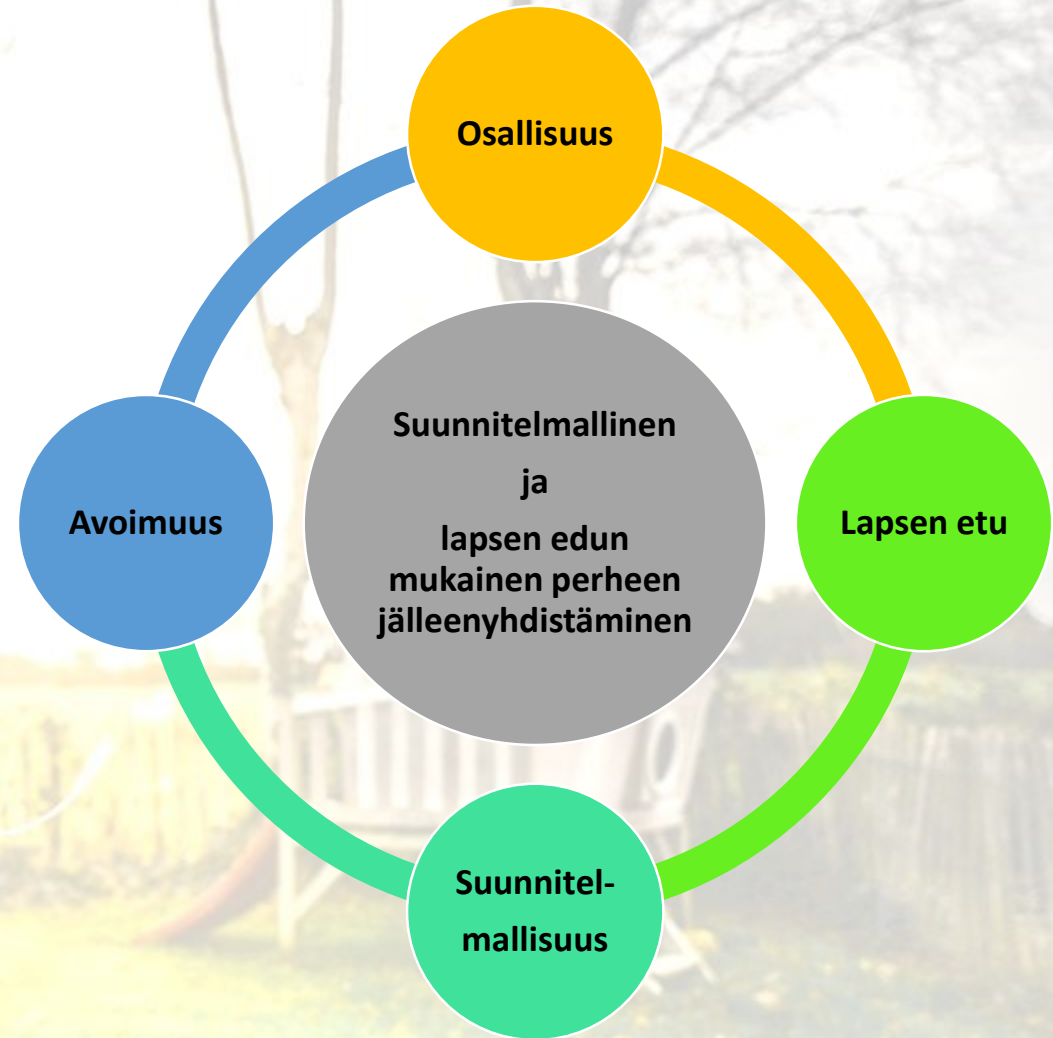 Osallisuus
Suunnitelmallinen
ja
lapsen edun
mukainen perheen
jälleenyhdistäminen
Avoimuus
Lapsen etu
Suunnitel-
mallisuus